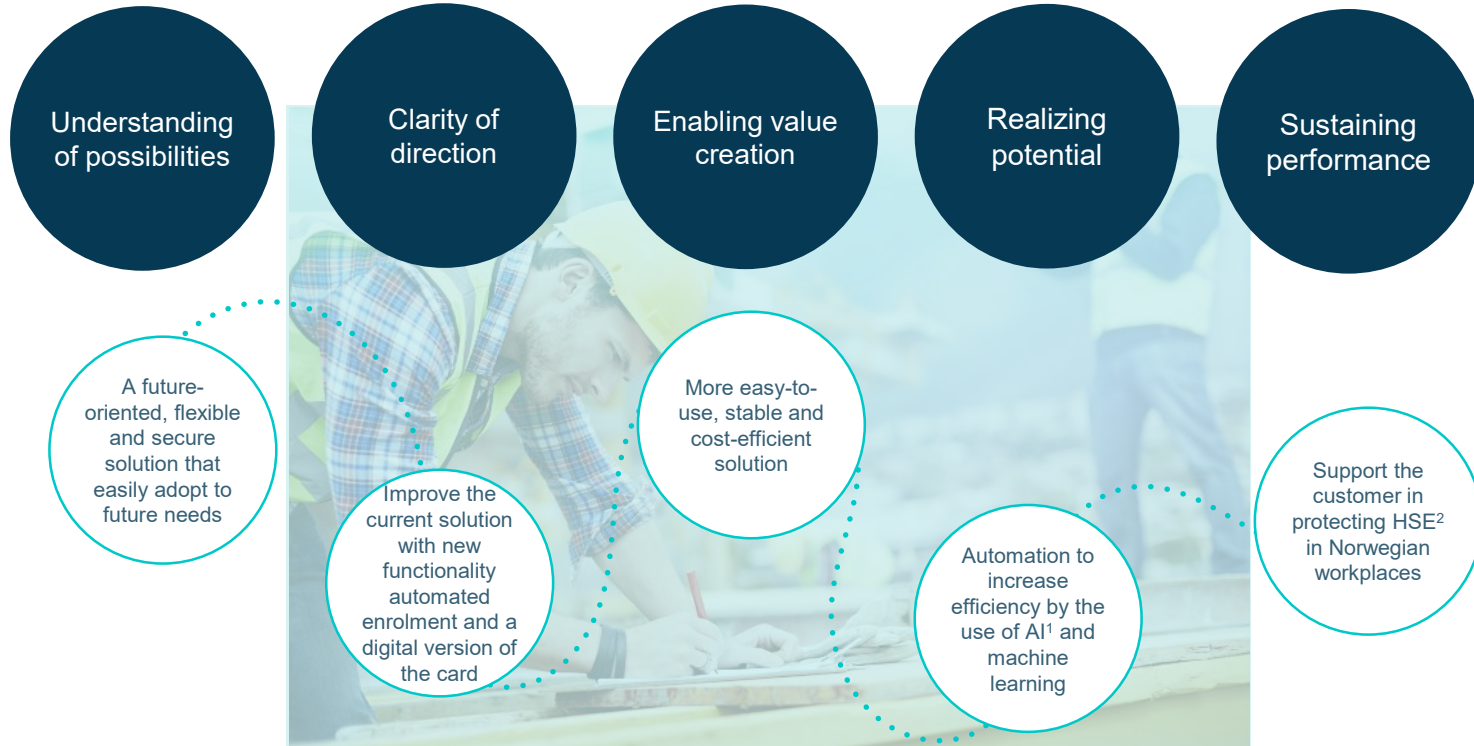 Understanding
of possibilities
Clarity of
direction
Enabling value
creation
Realizing
potential
Sustaining
performance
A future-
oriented, flexible
and secure
solution that
easily adopt to
future needs
Improve the
current solution
with new
functionality
automated
enrolment and a
digital version of
the card
More easy-to-
use, stable and
cost-efficient
solution
Automation to
increase
efficiency by the
use of AI¹ and
machine
learning
Support the
customer in
protecting HSE²
in Norwegian
workplaces